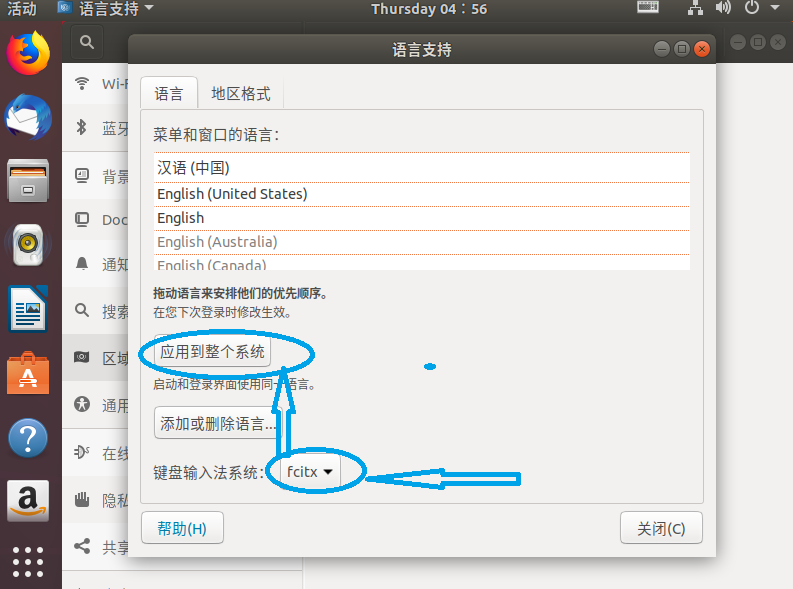 活动 语言支持 Thursday 04：56
语言支持
Wi-F
语言 地区格式
蓝牙
菜单和窗口的语言：
汉语 (中国)
背景
English (United States)
English
Doc
English (Australia)
通知
English (Canada)
拖动语言来安排他们的优先顺序。
搜索
在您下次登录时修改生效。
应用到整个系统
区域
启动和登录界面使用同一语言。
通用
添加或删除语言...
在线
键盘输入法系统： fcitx
隐私
帮助(H) 关闭(C)
共享